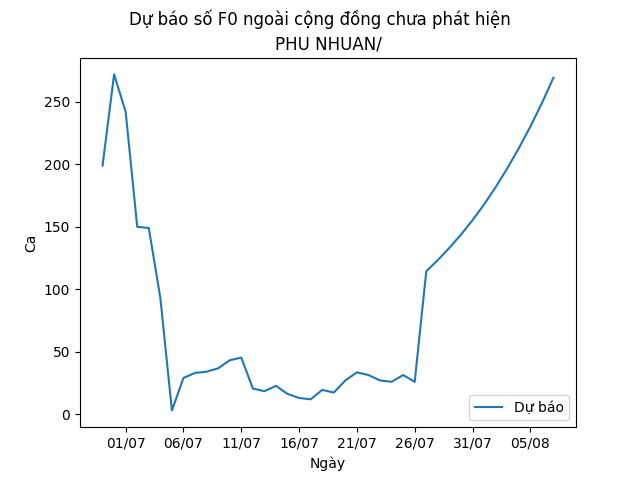 Dự báo số F0 ngoài cộng đồng chưa phát hiện
PHU NHUAN/
Ca
250
200
150
100
50
0
01/07 06/07 11/07 16/07 21/07 26/07 31/07 05/08
Ngày
Dự báo